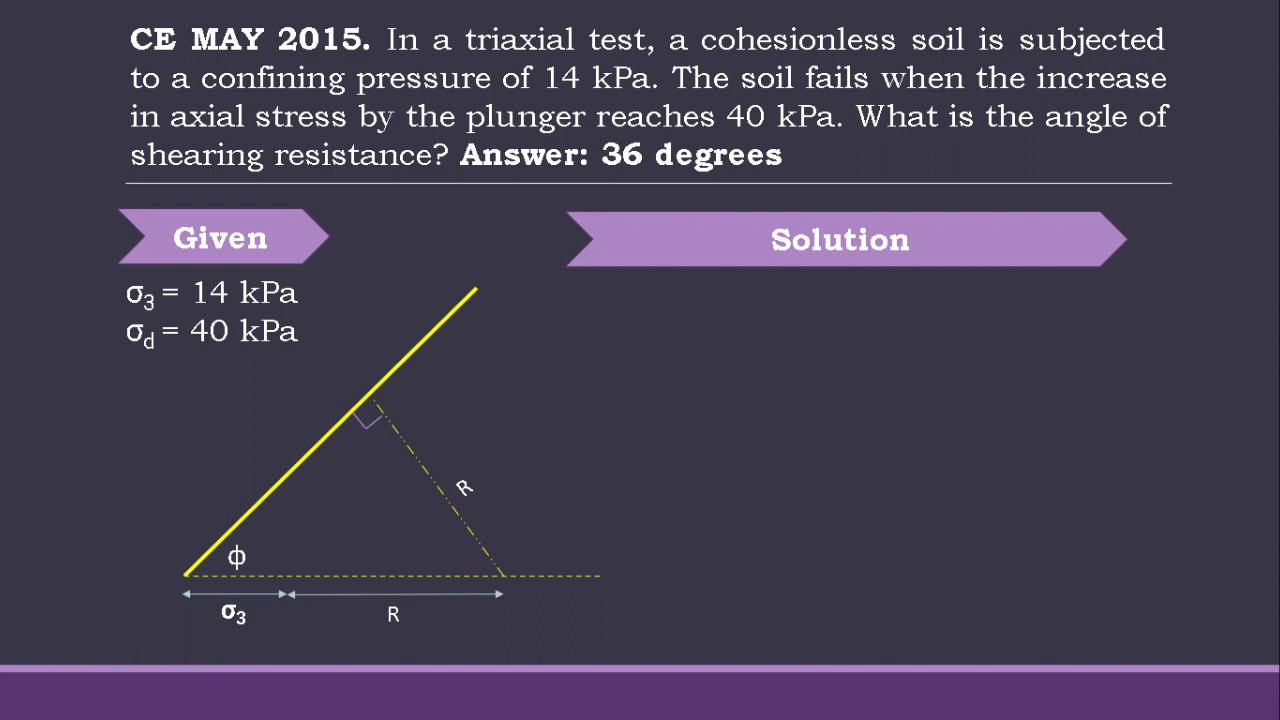 CE MAY 2015. In a triaxial test, a cohesionless soil is subjected
to a confining pressure of 14 kPa. The soil fails when the increase
in axial stress by the plunger reaches 40 kPa. What is the angle of
shearing resistance? Answer: 36 degrees
Given
Solution
σ₃ = 14 kPa
σd = 40 kPa
R
ϕ
σ₃
R